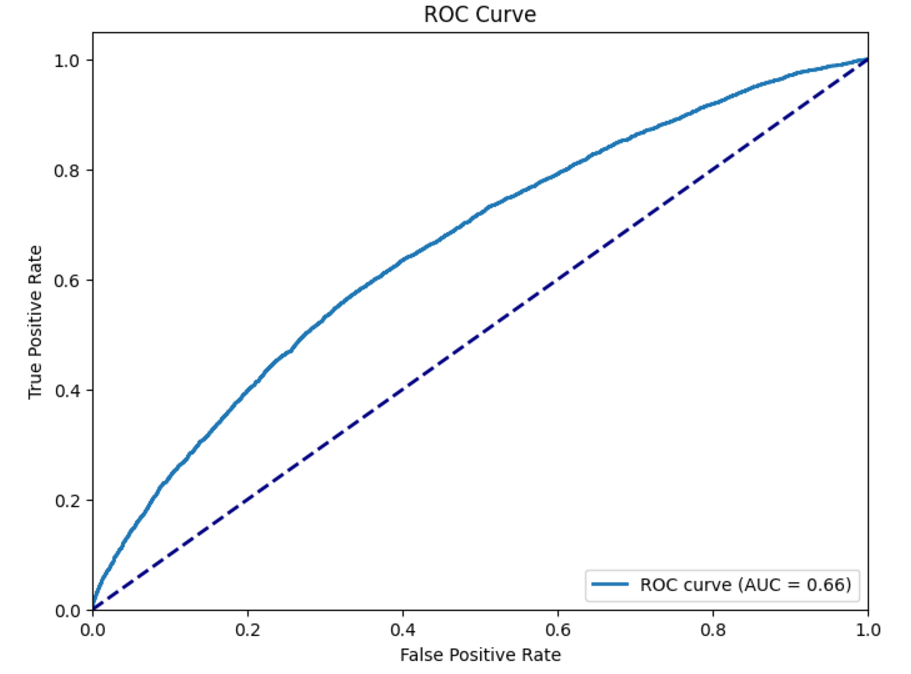 ROC Curve
True Positive Rate
1.0
0.8
0.6
0.4
0.2
0.0
ROC curve (AUC = 0.66)
0.0 0.2 0.4 0.6 0.8 1.0
False Positive Rate